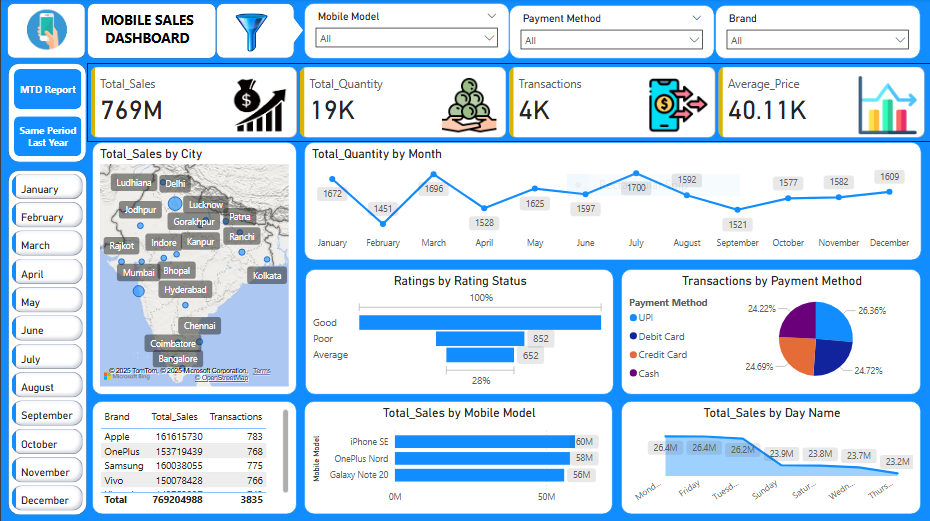 MOBILE SALES
DASHBOARD
Mobile Model
All
Payment Method
All
Brand
All
MTD Report
Same Period
Last Year
Total_Sales
769M
Total_Quantity
19K
Transactions
4K
Average_Price
40.11K
January
February
March
April
May
June
July
August
September
October
November
December
Total_Sales by City
Ludhiana
Delhi
Jodhpur
Lucknow
Gorakhpur
Patna
Rajkot
Indore
Kanpur
Ranchi
Mumbai
Bhopal
Kolkata
Hyderabad
Chennai
Coimbatore
Bangalore
© 2025 TomTom, © 2025 Microsoft Corporation, Terms
Microsoft Bing
© OpenStreetMap
Total_Quantity by Month
1672
1451
1696
1528
1625
1597
1700
1592
1521
1577
1582
1609
January
February
March
April
May
June
July
August
September
October
November
December
Ratings by Rating Status
100%
Good
Poor
852
Average
652
28%
Transactions by Payment Method
Payment Method
UPI
Debit Card
Credit Card
Cash
24.22%
26.36%
24.69%
24.72%
Brand Total_Sales Transactions
Apple 161615730 783
OnePlus 153719439 768
Samsung 160038055 775
Vivo 150078428 766
Total 769204988 3835
Total_Sales by Mobile Model
Mobile Model
iPhone SE 60M
OnePlus Nord 58M
Galaxy Note 20 56M
0M 50M
Total_Sales by Day Name
26.4M
26.4M
26.2M
23.9M
23.8M
23.7M
23.2M
Mond...
Friday
Tuesd...
Sunday
Satur...
Wedn...
Thurs...